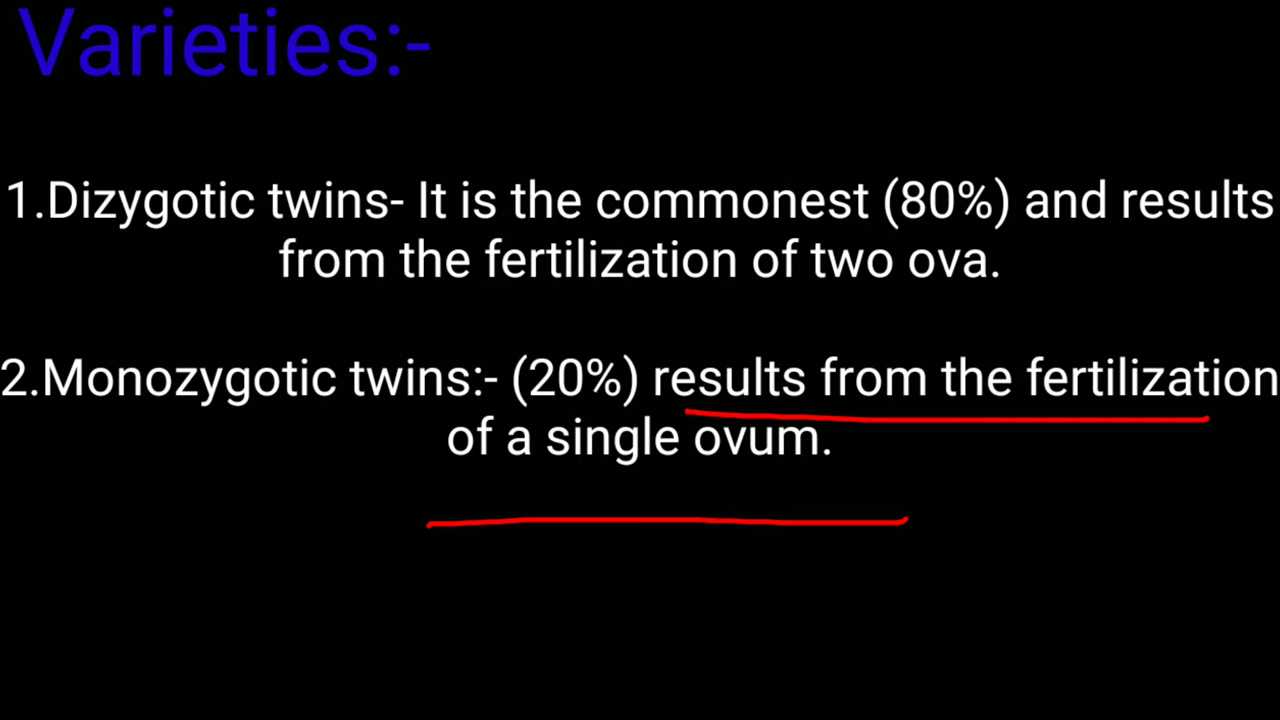 Varieties:-
1.Dizygotic twins- It is the commonest (80%) and results
from the fertilization of two ova.
2.Monozygotic twins:- (20%) results from the fertilization
of a single ovum.